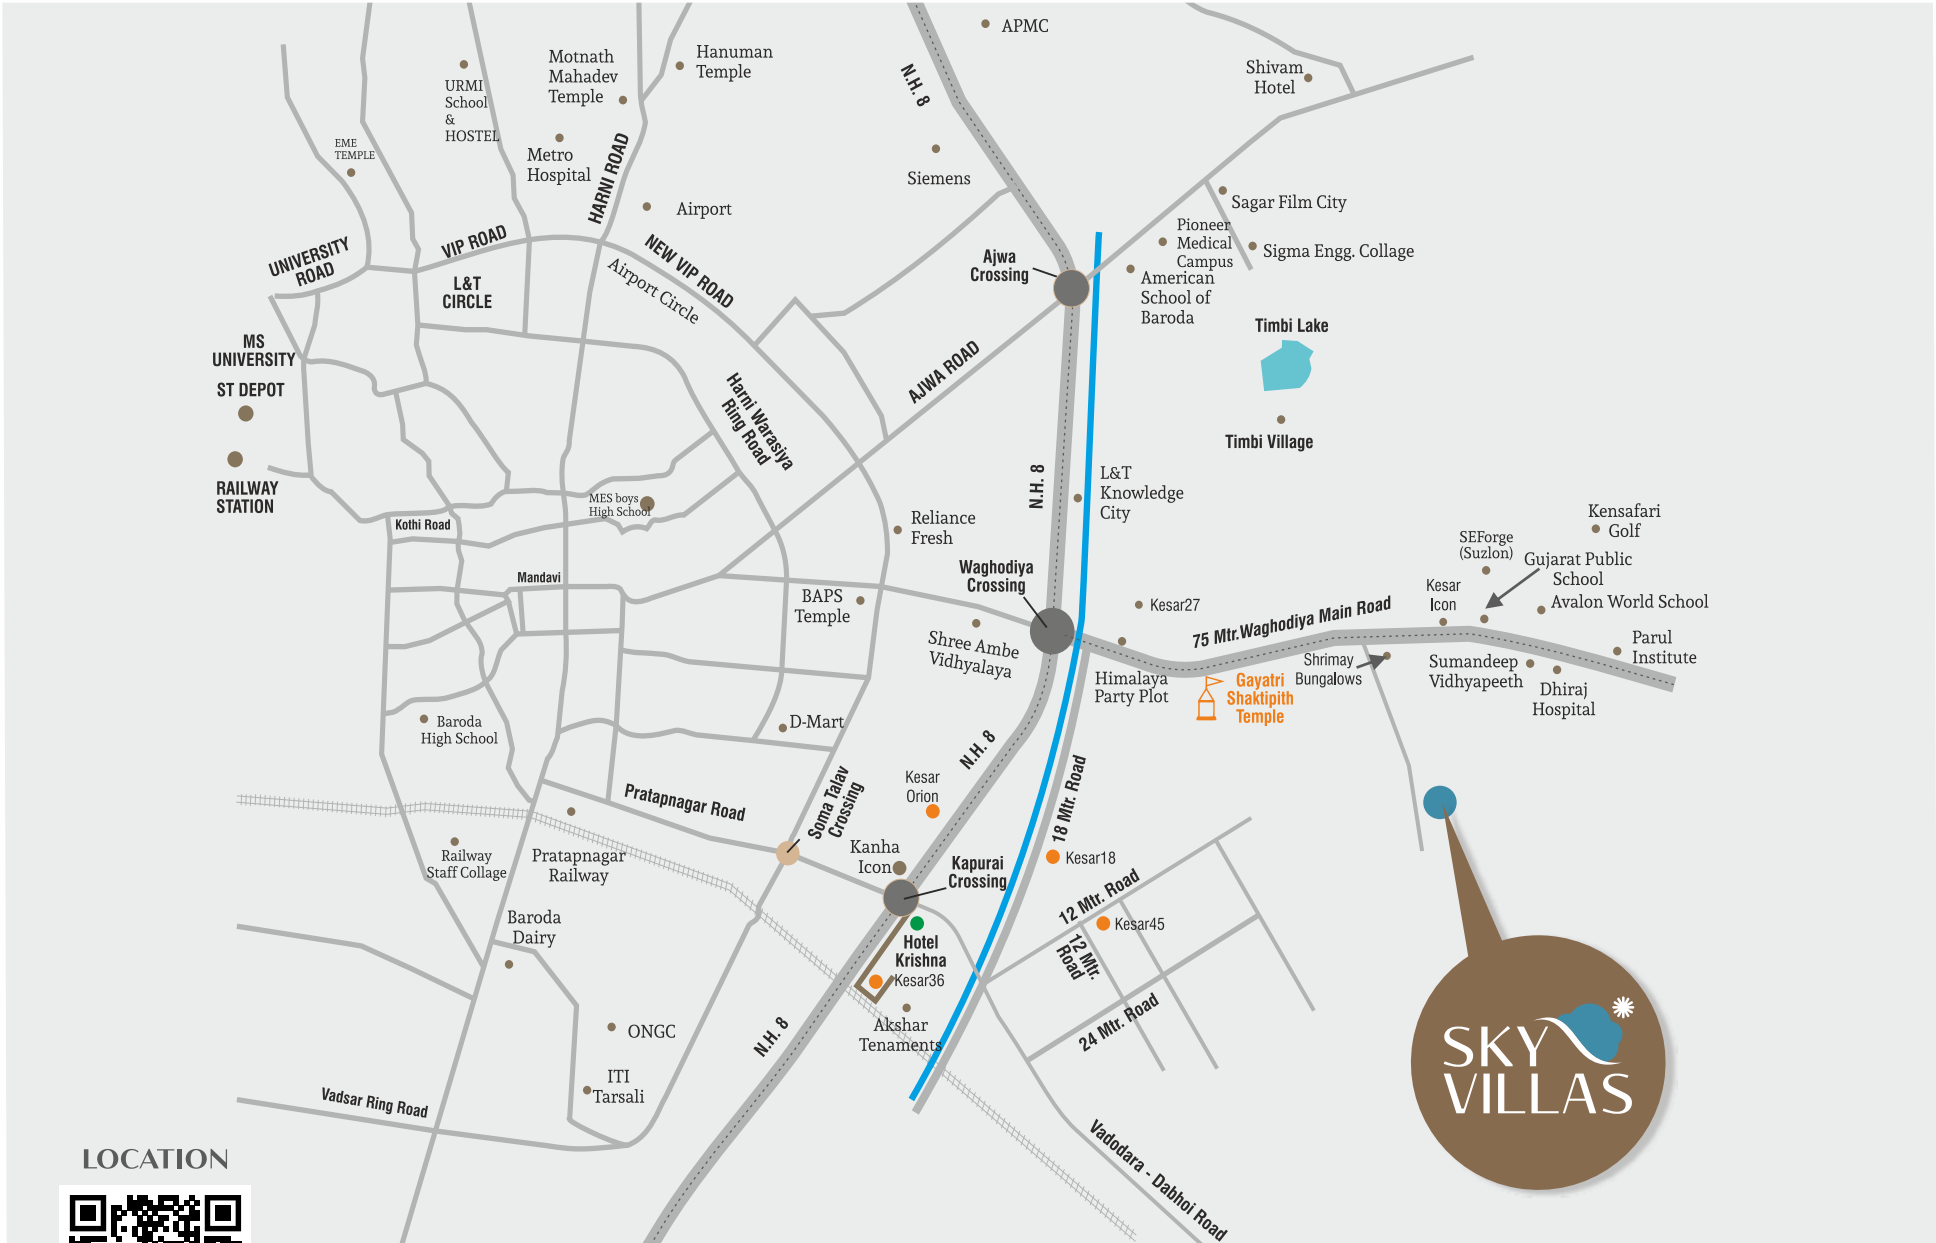 APMC
Hanuman
Temple
Motnath
Mahadev
Temple
URMI
School
&
HOSTEL
EME
TEMPLE
Metro
Hospital
HARNI ROAD
N.H. 8
Shivam
Hotel
Siemens
Airport
Sagar Film City
Pioneer
Medical
Campus
Sigma Engg. Collage
UNIVERSITY
ROAD
VIP ROAD
L&T
CIRCLE
NEW VIP ROAD
Airport Circle
Ajwa
Crossing
American
School of
Baroda
Timbi Lake
MS
UNIVERSITY
ST DEPOT
Harni Warasiya
Ring Road
AJWA ROAD
Timbi Village
RAILWAY
STATION
Kothi Road
MES boys
High School
N.H. 8
L&T
Knowledge
City
Reliance
Fresh
Kensafari
Golf
SEForge
(Suzlon)
Gujarat Public
School
Waghodiya
Crossing
Mandavi
BAPS
Temple
Kesar27
Kesar
Icon
Avalon World School
75 Mtr.Waghodiya Main Road
Shree Ambe
Vidhyalaya
Parul
Institute
Himalaya
Party Plot
Gayatri
Shaktipith
Temple
Shrimay
Bungalows
Sumandeep
Vidhyapeeth
Dhiraj
Hospital
Baroda
High School
D-Mart
N.H. 8
Kesar
Orion
18 Mtr. Road
Pratapnagar Road
Soma Talav
Crossing
Railway
Staff Collage
Pratapnagar
Railway
Kanha
Icon
Kapurai
Crossing
Kesar18
12 Mtr. Road
Kesar45
12 Mtr.
Road
Baroda
Dairy
Hotel
Krishna
Kesar36
Akshar
Tenaments
24 Mtr. Road
ONGC
N.H. 8
ITI
Tarsali
Vadsar Ring Road
Vadodara - Dabhoi Road
SKY
VILLAS
LOCATION